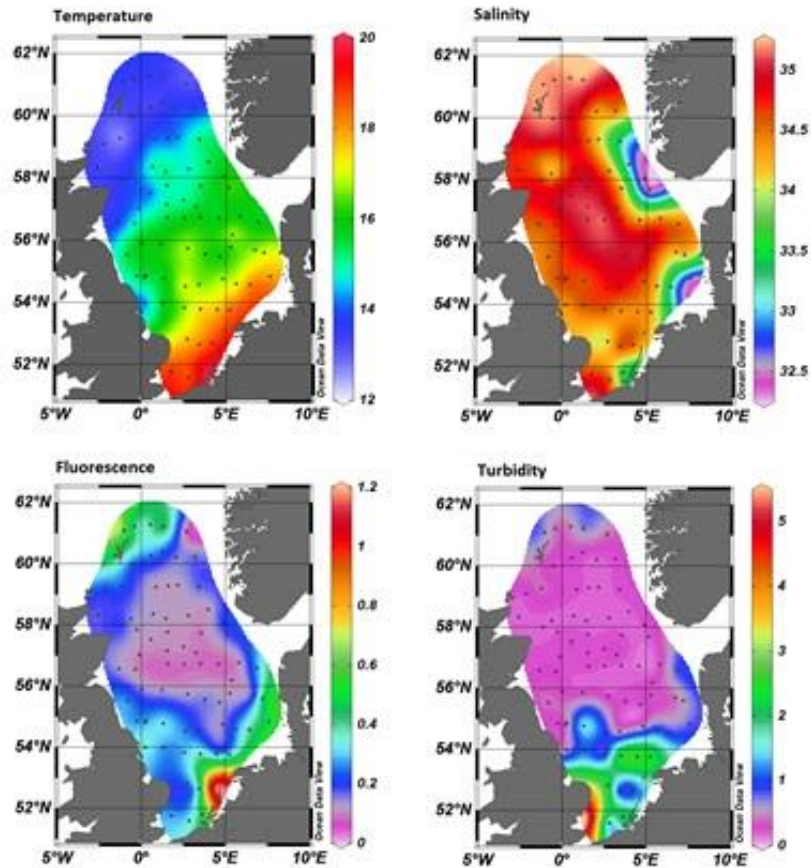 Temperature
62°N
60°N
58°N
56°N
54°N
52°N
5°W 0° 5°E 10°E
20
18
16
14
12
Ocean Data View
Salinity
62°N
60°N
58°N
56°N
54°N
52°N
5°W 0° 5°E 10°E
35
34.5
34
33.5
33
32.5
Ocean Data View
Fluorescence
62°N
60°N
58°N
56°N
54°N
52°N
5°W 0° 5°E 10°E
1.2
1
0.8
0.6
0.4
0.2
0
Ocean Data View
Turbidity
62°N
60°N
58°N
56°N
54°N
52°N
5°W 0° 5°E 10°E
5
4
3
2
1
0
Ocean Data View